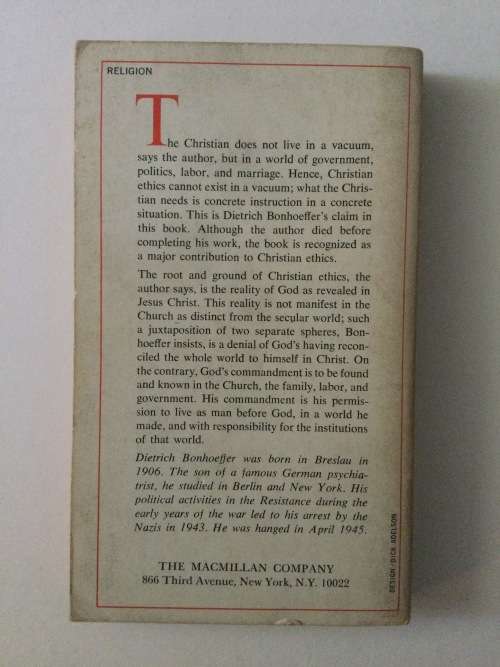 RELIGION
The Christian does not live in a vacuum,
says the author, but in a world of government,
politics, labor, and marriage. Hence, Christian
ethics cannot exist in a vacuum; what the Chris-
tian needs is concrete instruction in a concrete
situation. This is Dietrich Bonhoeffer's claim in
this book. Although the author died before
completing his work, the book is recognized as
a major contribution to Christian ethics.
The root and ground of Christian ethics, the
author says, is the reality of God as revealed in
Jesus Christ. This reality is not manifest in the
Church as distinct from the secular world; such
a juxtaposition of two separate spheres, Bon-
hoeffer insists, is a denial of God's having recon-
ciled the whole world to himself in Christ. On
the contrary, God's commandment is to be found
and known in the Church, the family, labor, and
government. His commandment is his permis-
sion to live as man before God, in a world he
made, and with responsibility for the institutions
of that world.
Dietrich Bonhoeffer was born in Breslau in
1906. The son of a famous German psychia-
trist, he studied in Berlin and New York. His
political activities in the Resistance during the
early years of the war led to his arrest by the
Nazis in 1943. He was hanged in April 1945.
THE MACMILLAN COMPANY
866 Third Avenue, New York, N.Y. 10022
DESIGN: DICK ADELSON